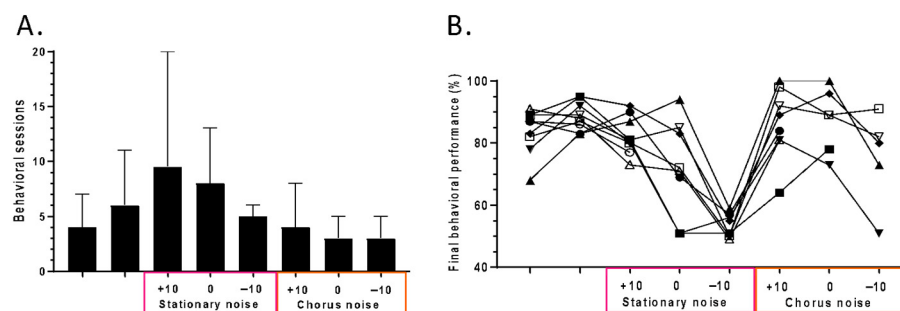 A.
Behavioral sessions
20
15
10
5
0
+10 0 −10 +10 0 −10
Stationary noise Chorus noise
B.
Final behavioral performance (%)
100
80
60
40
+10 0 −10 +10 0 −10
Stationary noise Chorus noise